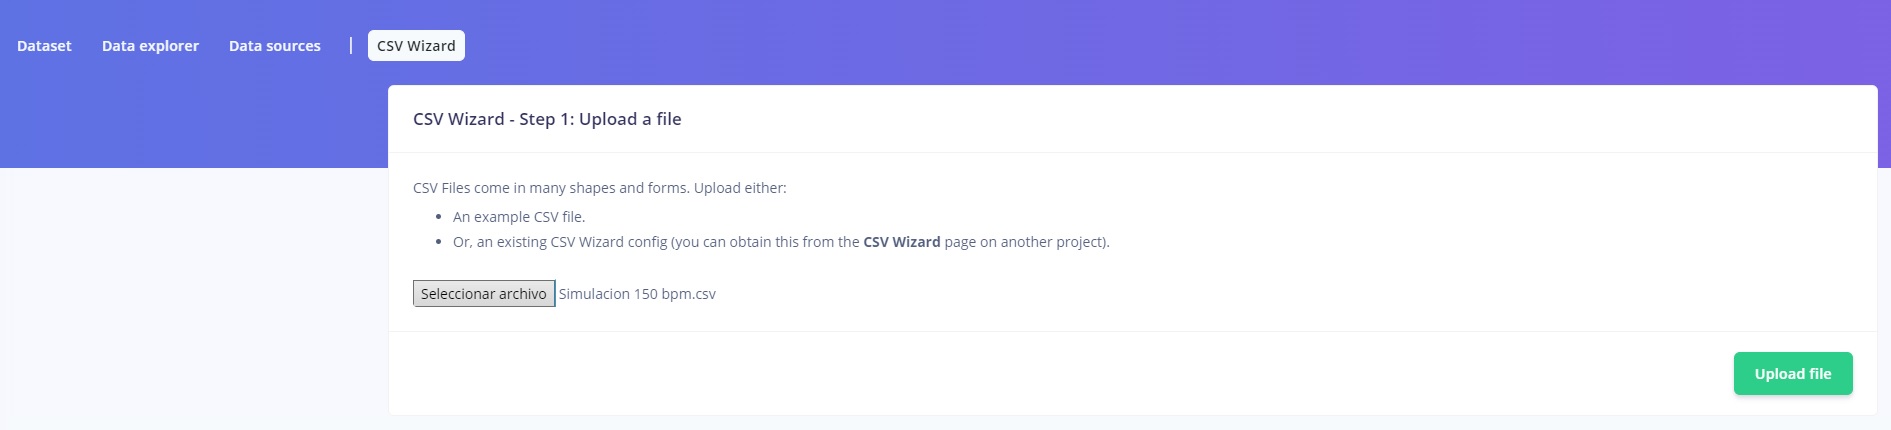 Dataset Data explorer Data sources | CSV Wizard
CSV Wizard - Step 1: Upload a file
CSV Files come in many shapes and forms. Upload either:
• An example CSV file.
• Or, an existing CSV Wizard config (you can obtain this from the CSV Wizard page on another project).
Seleccionar archivo Simulacion 150 bpm.csv
Upload file